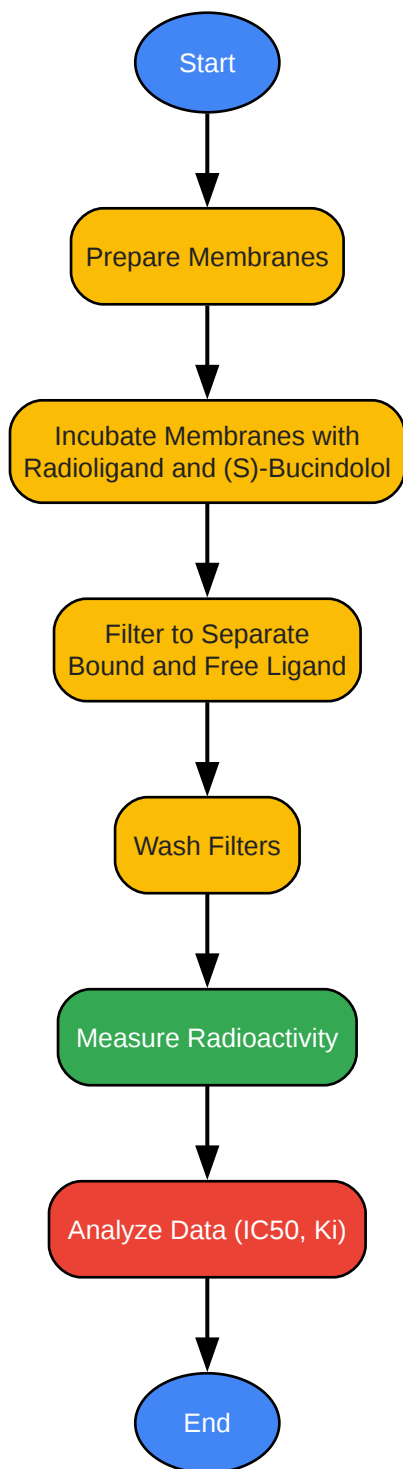 Start
Prepare Membranes
Incubate Membranes with
Radioligand and (S)-Bucindolol
Filter to Separate
Bound and Free Ligand
Wash Filters
Measure Radioactivity
Analyze Data (IC50, Ki)
End